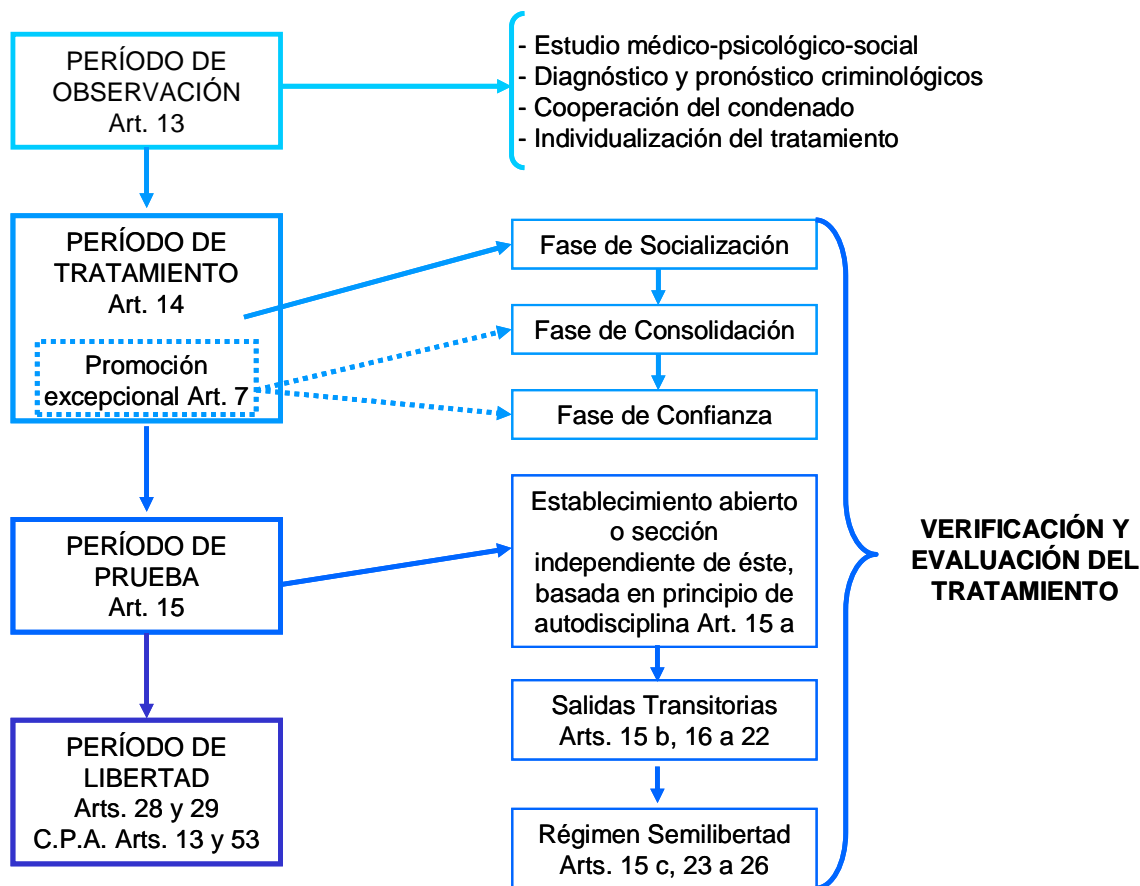 PERÍODO DE
OBSERVACIÓN
Art. 13
- Estudio médico-psicológico-social
- Diagnóstico y pronóstico criminológicos
- Cooperación del condenado
- Individualización del tratamiento
PERÍODO DE
TRATAMIENTO
Art. 14
Promoción
excepcional Art. 7
Fase de Socialización
Fase de Consolidación
Fase de Confianza
PERÍODO DE
PRUEBA
Art. 15
Establecimiento abierto
o sección
independiente de éste,
basada en principio de
autodisciplina Art. 15 a
Salidas Transitorias
Arts. 15 b, 16 a 22
Régimen Semilibertad
Arts. 15 c, 23 a 26
VERIFICACIÓN Y
EVALUACIÓN DEL
TRATAMIENTO
PERÍODO DE
LIBERTAD
Arts. 28 y 29
C.P.A. Arts. 13 y 53